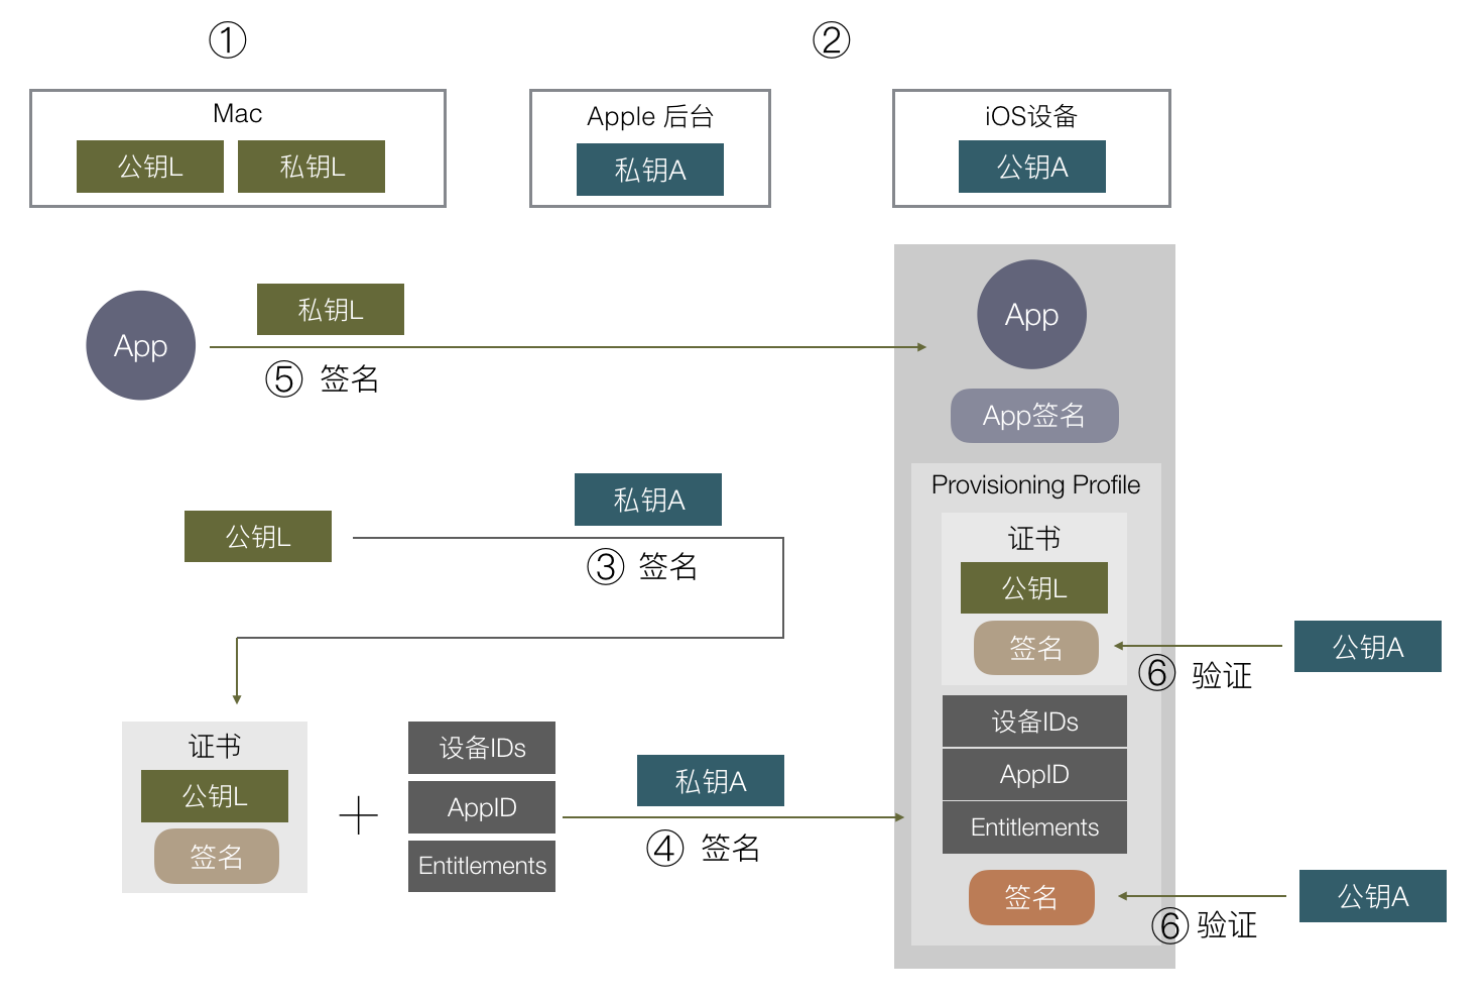 ①
②
Mac
公钥L
私钥L
Apple 后台
私钥A
iOS设备
公钥A
App
私钥L
⑤ 签名
App
App签名
公钥L
私钥A
③ 签名
Provisioning Profile
证书
公钥L
签名
⑥ 验证
公钥A
证书
公钥L
签名
+
设备IDs
AppID
Entitlements
私钥A
④ 签名
设备IDs
AppID
Entitlements
签名
⑥ 验证
公钥A